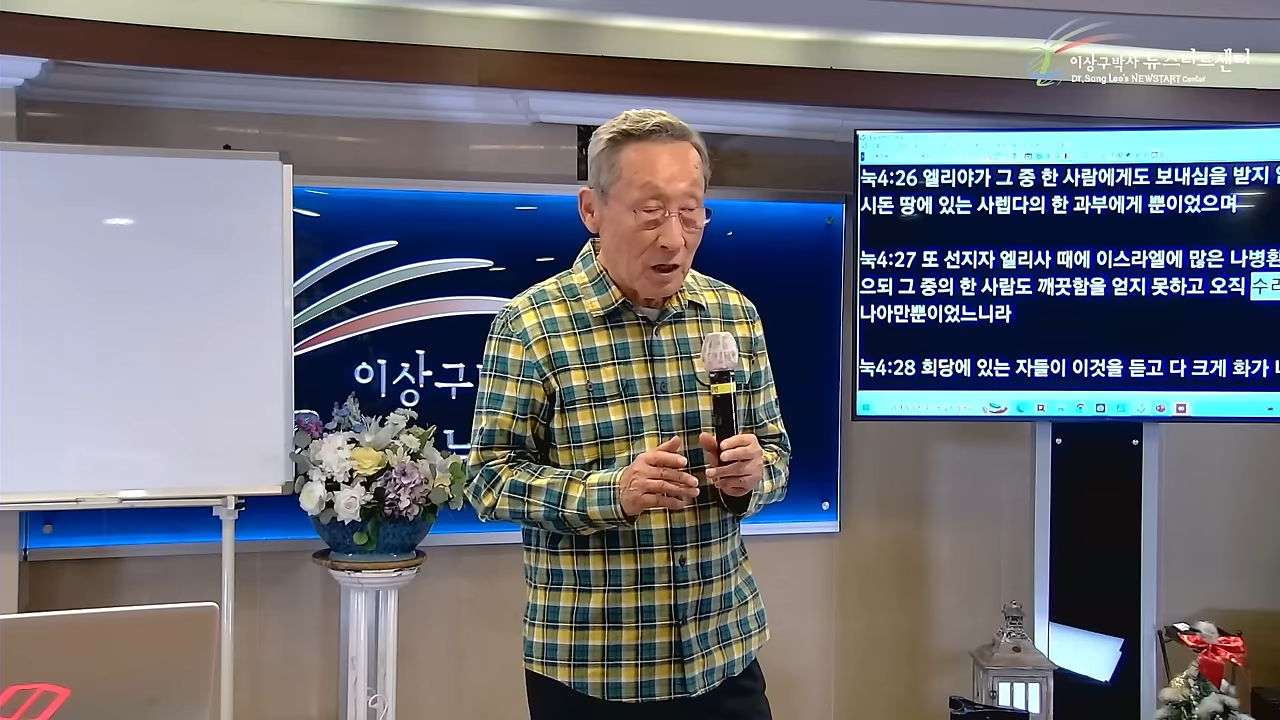 이상구박사 뉴스타트센터
Dr. Sang Lee's NEWSTART Center
눅4:26 엘리야가 그 중 한 사람에게도 보내심을 받지
시돈 땅에 있는 사렙다의 한 과부에게 뿐이었으며
눅4:27 또 선지자 엘리사 때에 이스라엘에 많은 나병환
으되 그 중의 한 사람도 깨끗함을 얻지 못하고 오직 수리
나아만뿐이었느니라
눅4:28 회당에 있는 자들이 이것을 듣고 다 크게 화가
이상구